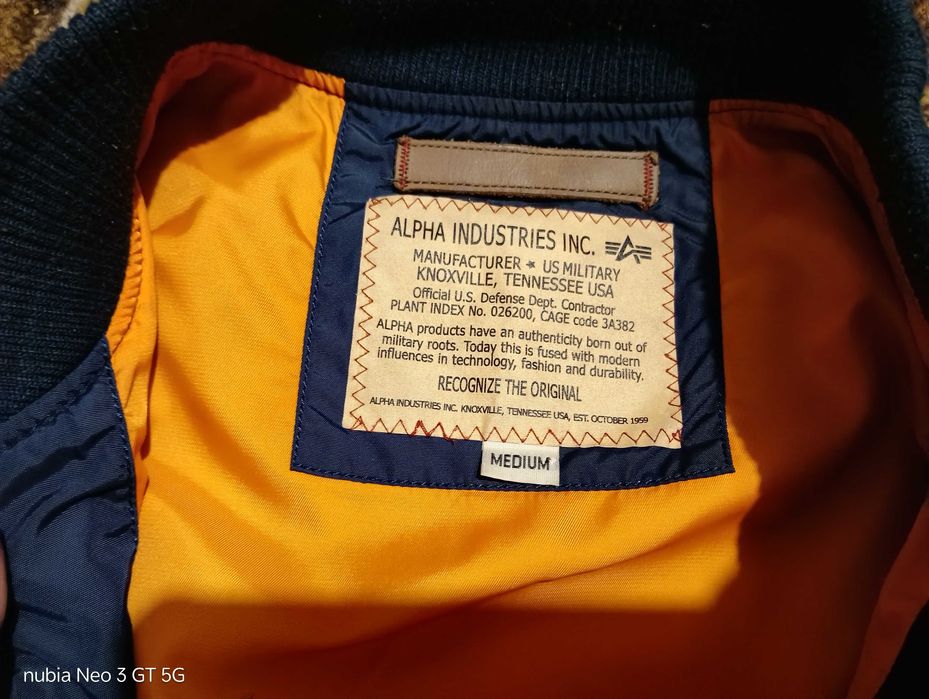 ALPHA INDUSTRIES INC.
MANUFACTURER ★ US MILITARY
KNOXVILLE, TENNESSEE USA
Official U.S. Defense Dept. Contractor
PLANT INDEX No. 026200, CAGE code 3A382
ALPHA products have an authenticity born out of
military roots. Today this is fused with modern
influences in technology, fashion and durability.
RECOGNIZE THE ORIGINAL
ALPHA INDUSTRIES INC. KNOXVILLE, TENNESSEE USA, EST. OCTOBER 1959
MEDIUM
nubia Neo 3 GT 5G